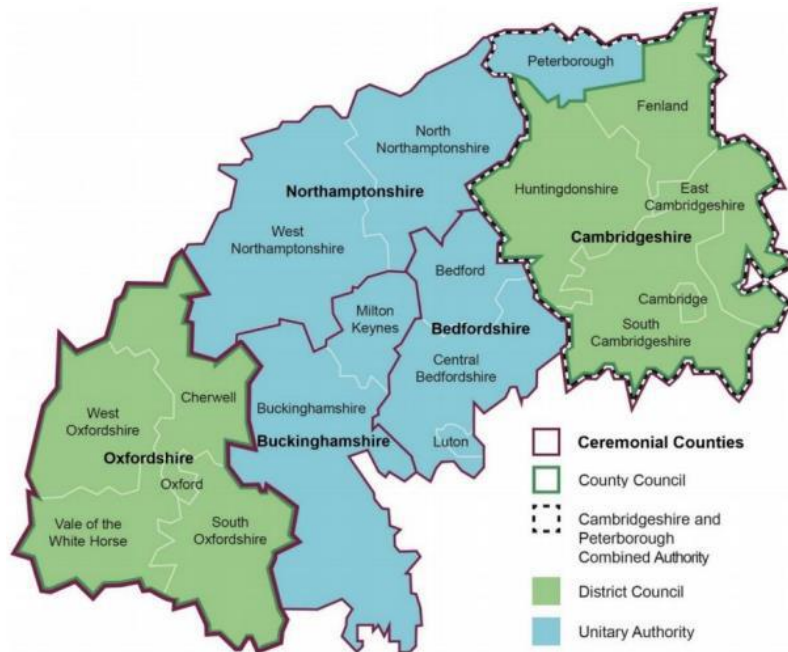 Peterborough
Fenland
North
Northamptonshire
Northamptonshire
Huntingdonshire
East
Cambridgeshire
West
Northamptonshire
Cambridgeshire
Bedford
Milton
Keynes
Cambridge
Bedfordshire
South
Cambridgeshire
Central
Bedfordshire
Cherwell
West
Oxfordshire
Buckinghamshire
Buckinghamshire
Luton
Oxfordshire
Oxford
Vale of the
White Horse
South
Oxfordshire
Ceremonial Counties
County Council
Cambridgeshire and
Peterborough
Combined Authority
District Council
Unitary Authority